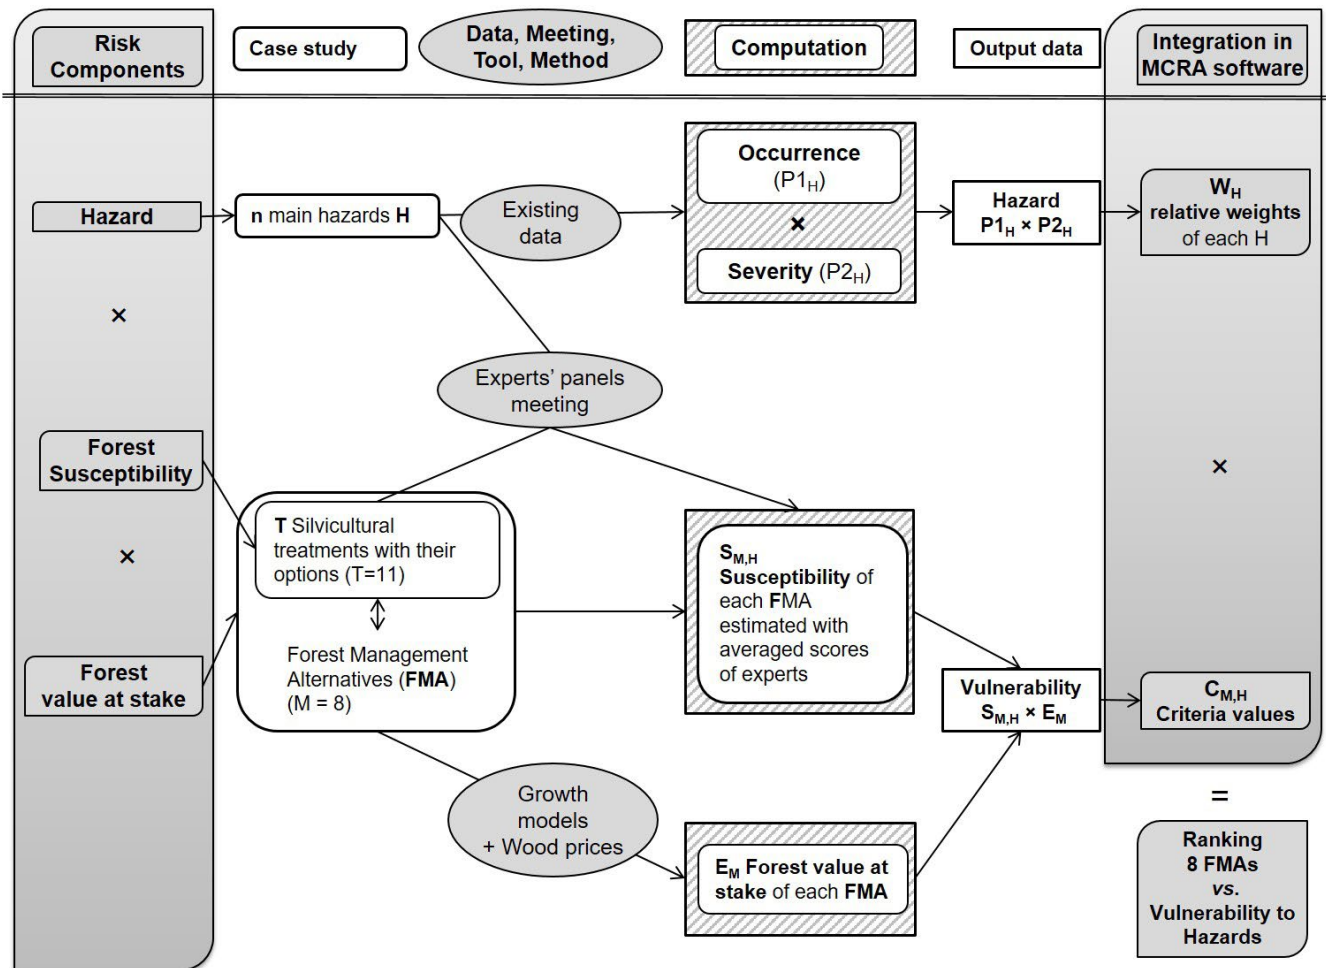 Risk
Components
Case study
Data, Meeting,
Tool, Method
Computation
Output data
Integration in
MCRA software
Hazard
n main hazards H
Existing
data
Occurrence
(P1H)
×
Severity (P2H)
Hazard
P1H × P2H
WH
relative weights
of each H
×
Experts' panels
meeting
Forest
Susceptibility
×
×
T Silvicultural
treatments with their
options (T=11)
Forest Management
Alternatives (FMA)
(M = 8)
SM,H
Susceptibility of
each FMA
estimated with
averaged scores
of experts
Forest
value at stake
Vulnerability
SM,H × EM
CM,H
Criteria values
Growth
models
+ Wood prices
EM Forest value at
stake of each FMA
=
Ranking
8 FMAs
vs.
Vulnerability to
Hazards